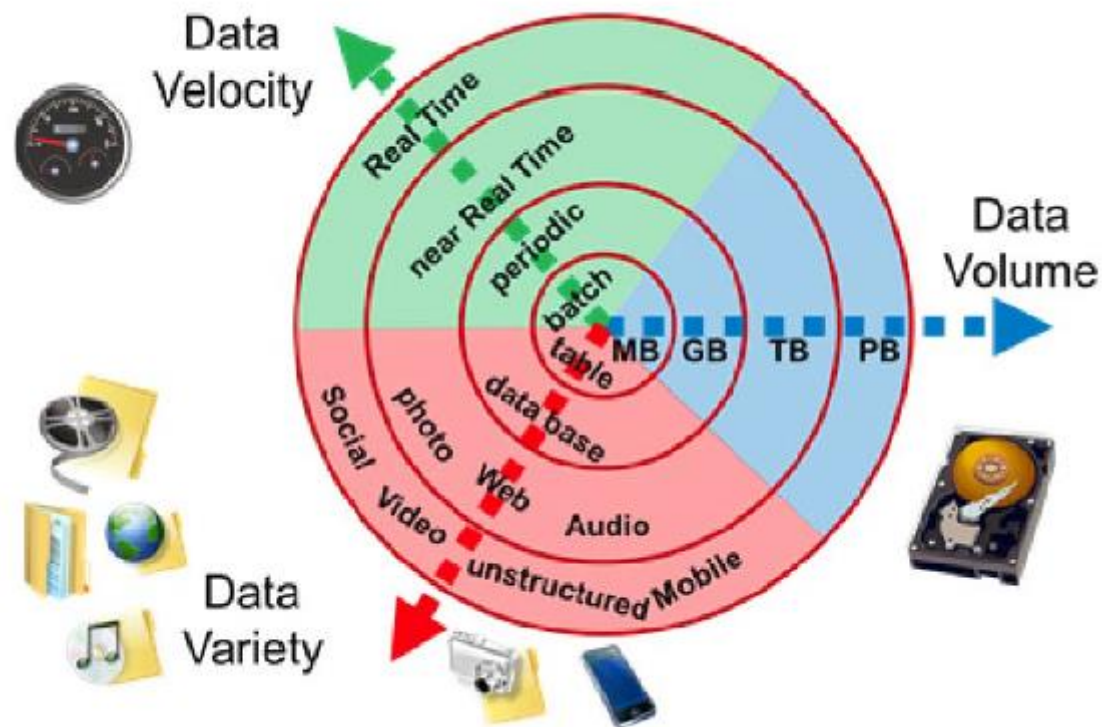 Data
Velocity
Real Time
near Real Time
periodic
batch
Data
Volume
MB GB TB PB
table
data base
photo Web Audio
Social Video unstructured Mobile
Data
Variety